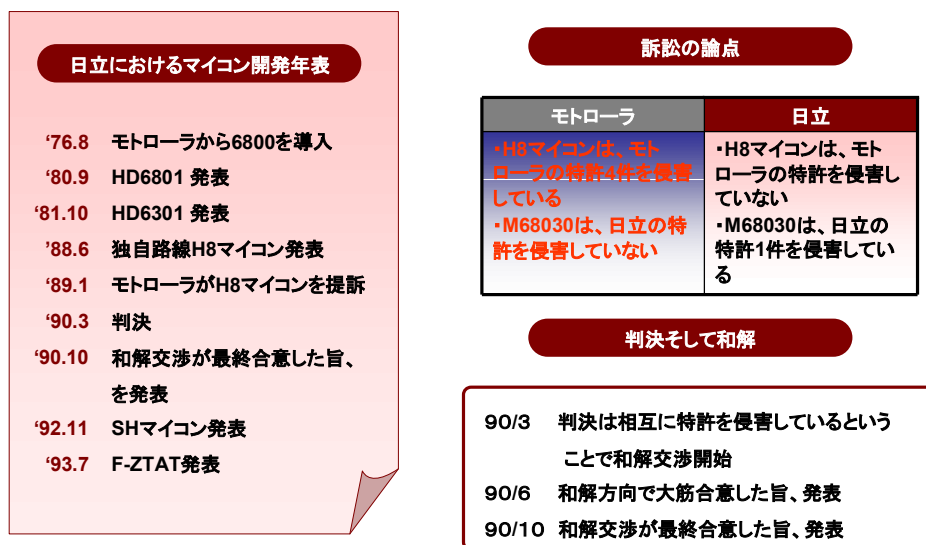 日立におけるマイコン開発年表
‘76.8 モトローラから6800を導入
‘80.9 HD6801 発表
‘81.10 HD6301 発表
’88.6 独自路線H8マイコン発表
‘89.1 モトローラがH8マイコンを提訴
‘90.3 判決
‘90.10 和解交渉が最終合意した旨、
を発表
‘92.11 SHマイコン発表
‘93.7 F-ZTAT発表
訴訟の論点
モトローラ
・H8マイコンは、モト
ローラの特許4件を侵害
している
・M68030は、日立の特
許を侵害していない
日立
・H8マイコンは、モト
ローラの特許を侵害し
ていない
・M68030は、日立の
特許1件を侵害してい
る
判決そして和解
90/3 判決は相互に特許を侵害しているという
ことで和解交渉開始
90/6 和解方向で大筋合意した旨、発表
90/10 和解交渉が最終合意した旨、発表